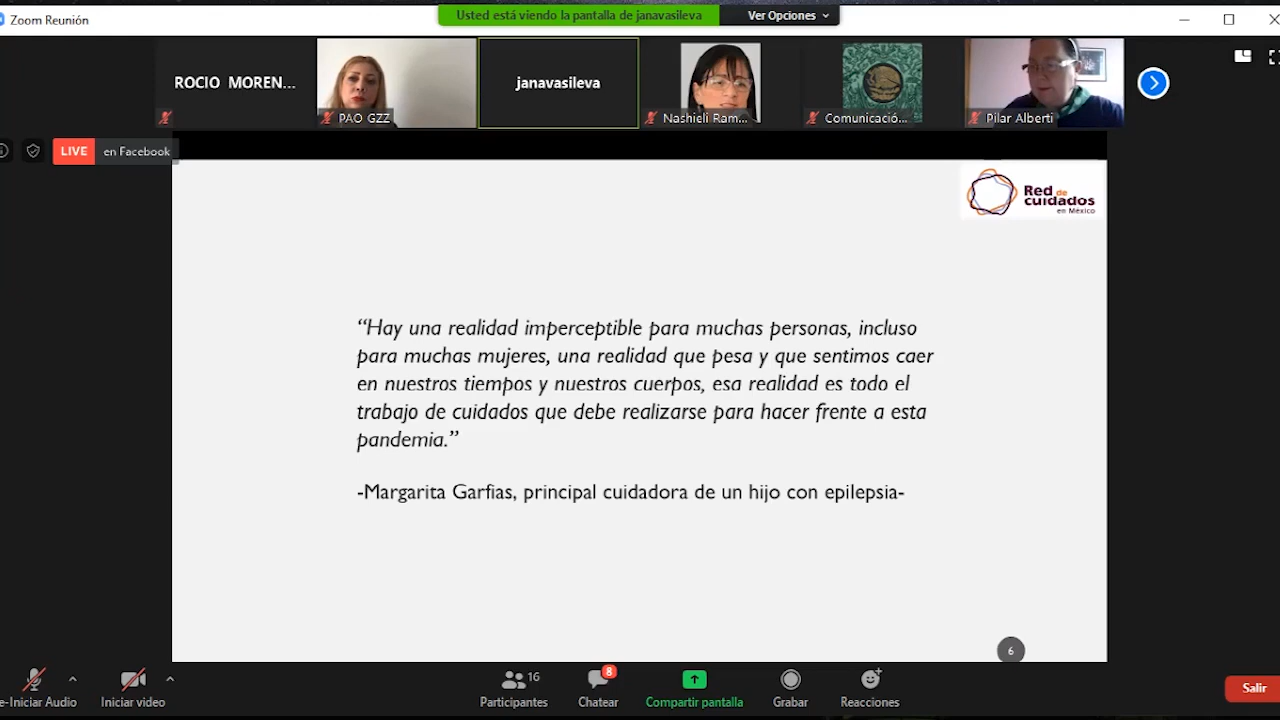 Zoom Reunión
Usted está viendo la pantalla de janavasileva
Ver Opciones
ROCIO MOREN...
PAO GZZ
janavasileva
Nashieli Ram...
Comunicació...
Pilar Alberti
LIVE en Facebook
Red de
cuidados
en México
“Hay una realidad imperceptible para muchas personas, incluso
para muchas mujeres, una realidad que pesa y que sentimos caer
en nuestros tiempos y nuestros cuerpos, esa realidad es todo el
trabajo de cuidados que debe realizarse para hacer frente a esta
pandemia.”
-Margarita Garfias, principal cuidadora de un hijo con epilepsia-
6
e-Iniciar Audio
Iniciar video
16
Participantes
8
Chatear
Compartir pantalla
Grabar
Reacciones
Salir